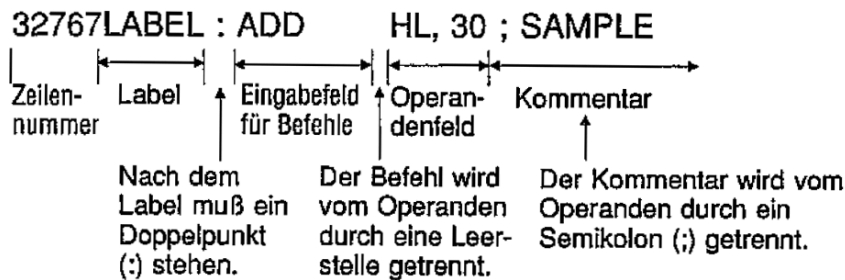 32767LABEL : ADD HL, 30 ; SAMPLE
Zeilen-
nummer
Label
Eingabefeld
für Befehle
Operan-
denfeld
Kommentar
Nach dem
Label muß ein
Doppelpunkt
(:) stehen.
Der Befehl wird
vom Operanden
durch eine Leer-
stelle getrennt.
Der Kommentar wird vom
Operanden durch ein
Semikolon (;) getrennt.